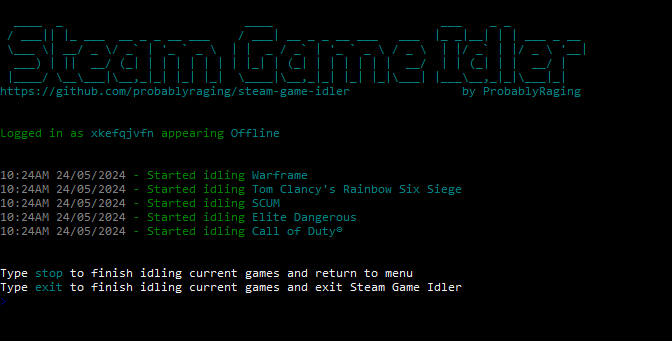 Steam Game Idler
https://github.com/probablyraging/steam-game-idler by ProbablyRaging
Logged in as xkefqjvfn appearing Offline
10:24AM 24/05/2024 - Started idling Warframe
10:24AM 24/05/2024 - Started idling Tom Clancy's Rainbow Six Siege
10:24AM 24/05/2024 - Started idling SCUM
10:24AM 24/05/2024 - Started idling Elite Dangerous
10:24AM 24/05/2024 - Started idling Call of Duty®
Type stop to finish idling current games and return to menu
Type exit to finish idling current games and exit Steam Game Idler